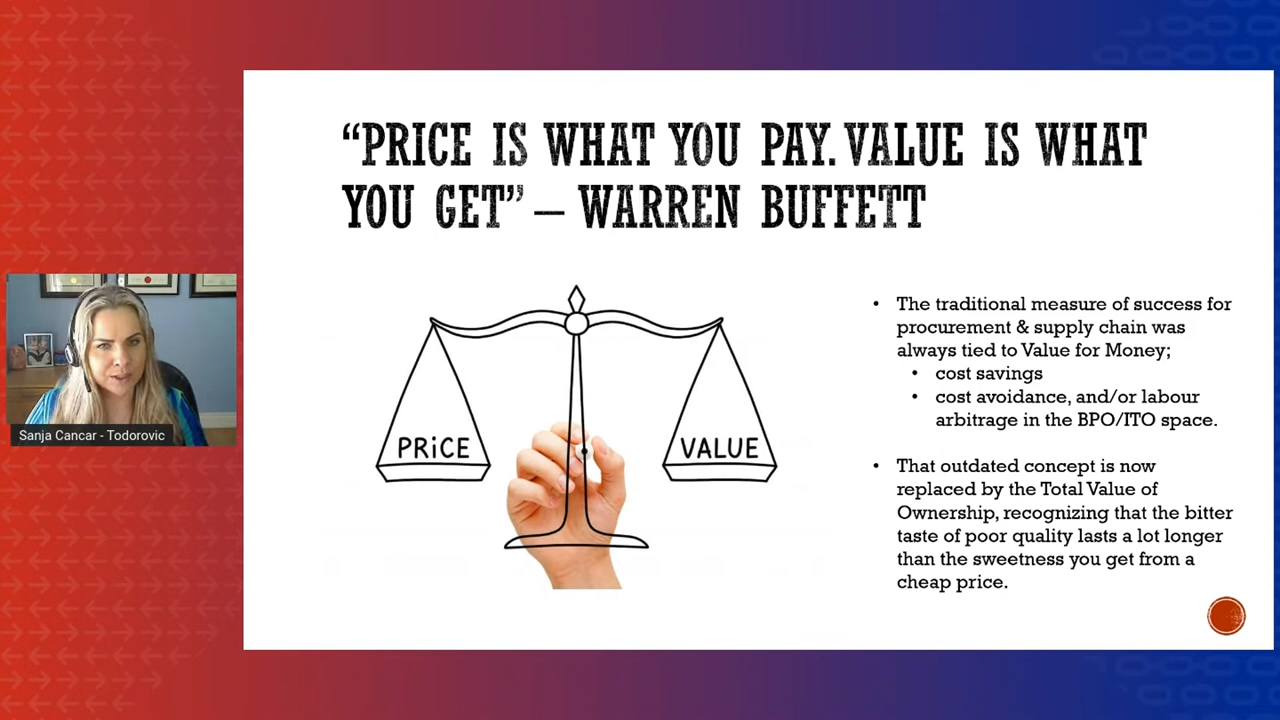 “PRICE IS WHAT YOU PAY. VALUE IS WHAT
YOU GET” – WARREN BUFFETT
PRiCE
VALUE
• The traditional measure of success for
procurement & supply chain was
always tied to Value for Money;
• cost savings
• cost avoidance, and/or labour
arbitrage in the BPO/ITO space.
• That outdated concept is now
replaced by the Total Value of
Ownership, recognizing that the bitter
taste of poor quality lasts a lot longer
than the sweetness you get from a
cheap price.
Sanja Cancar - Todorovic